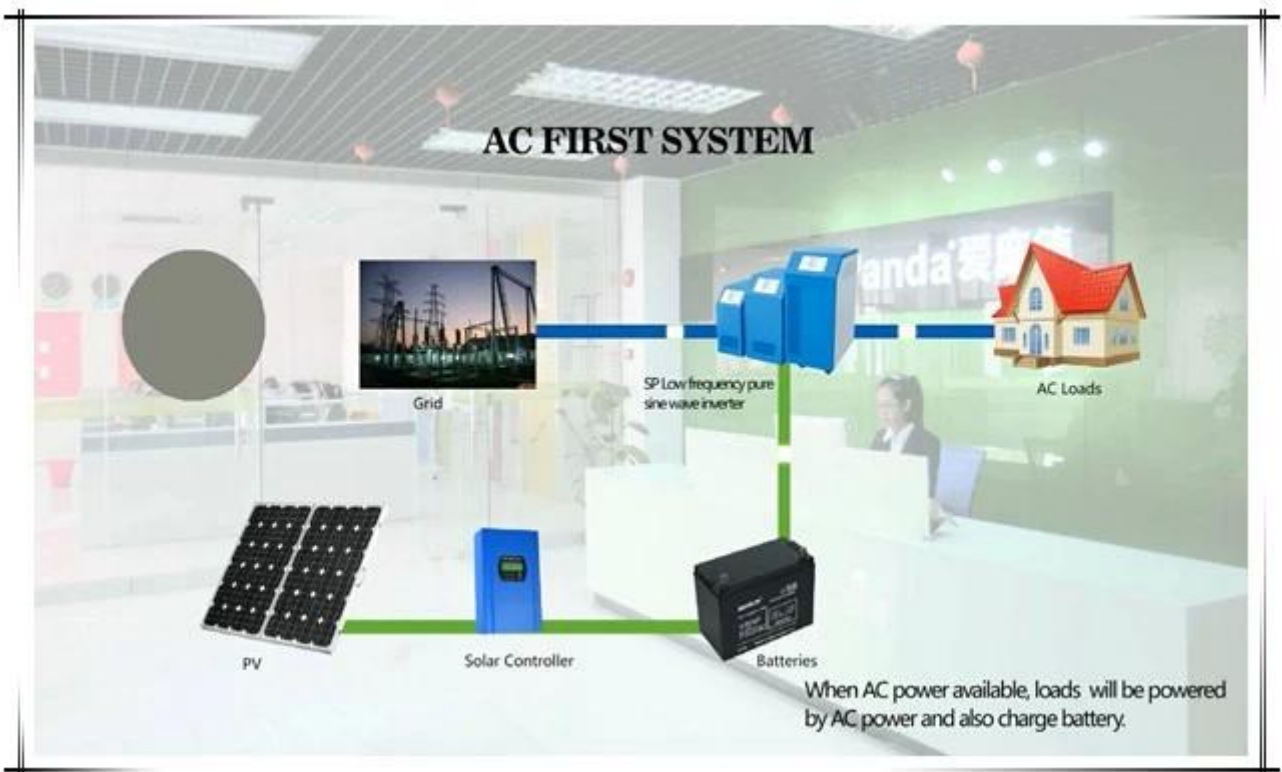 AC FIRST SYSTEM
anda
Grid
SP Low frequency pure
sine wave inverter
AC Loads
PV
Solar Controller
Batteries
When AC power available, loads will be powered
by AC power and also charge battery.